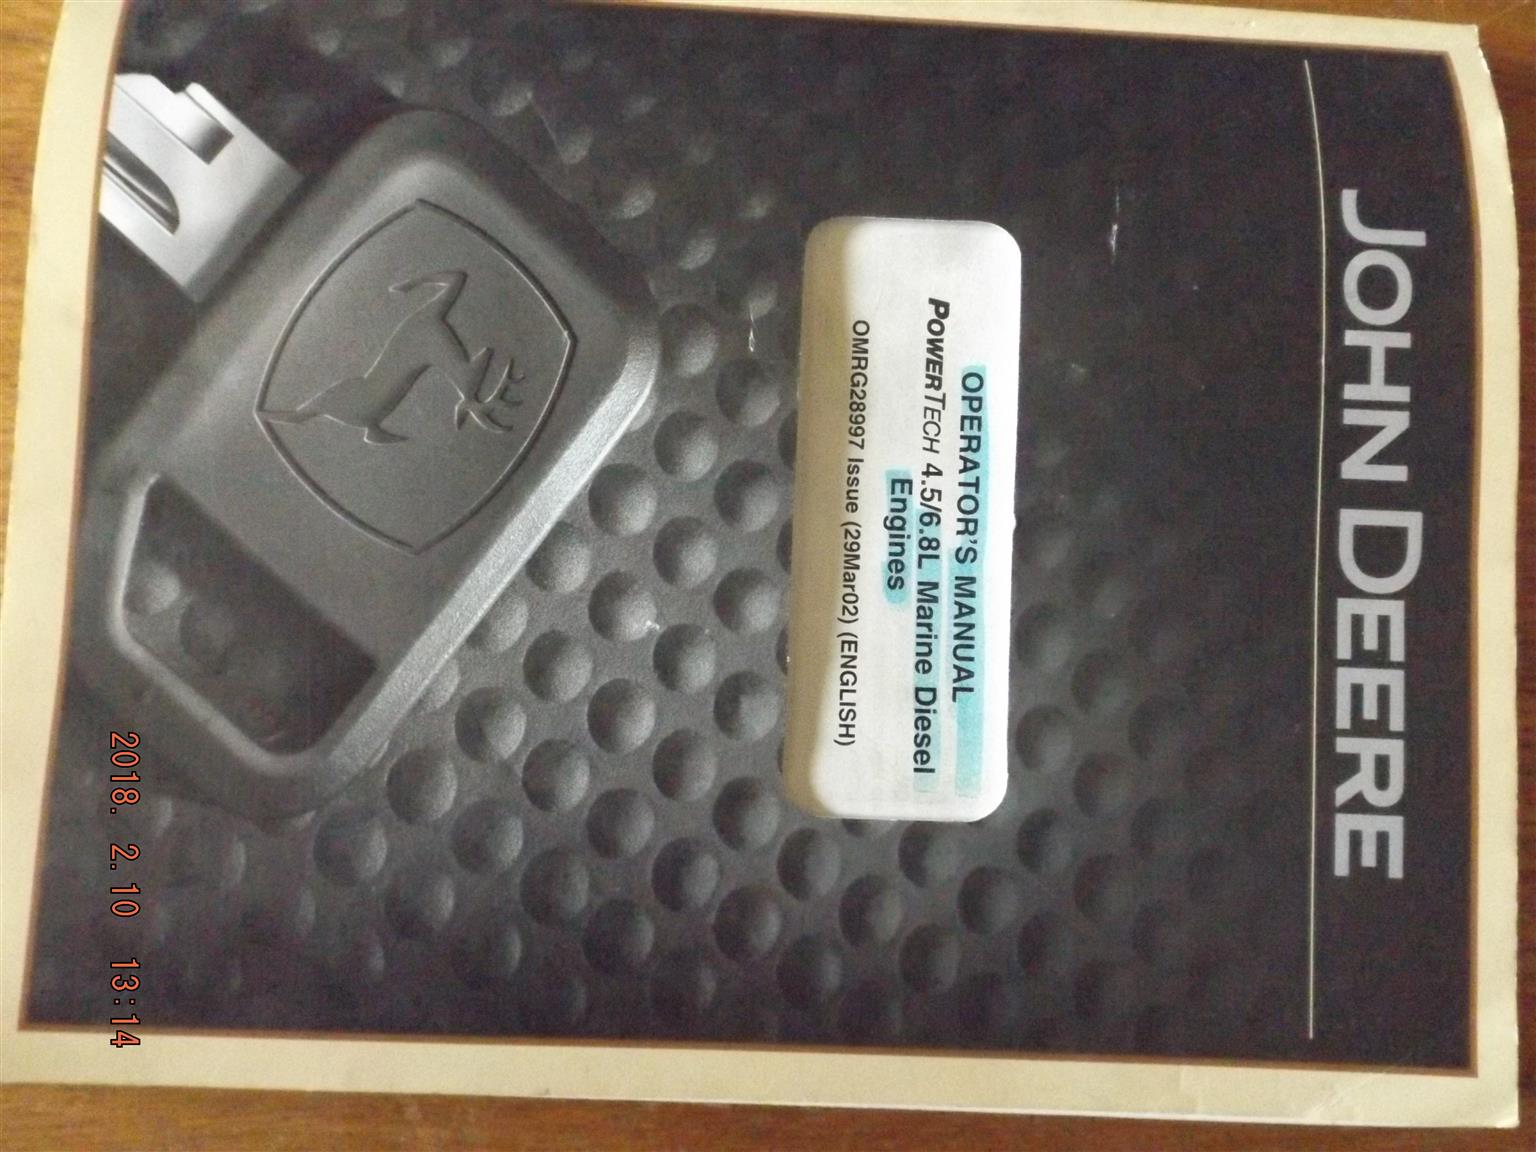 JOHN DEERE
OPERATOR'S MANUAL
POWERTECH 4.5/6.8L Marine Diesel
Engines
OMRG28997 Issue (29Mar02) (ENGLISH)
2018. 2.10 13:14